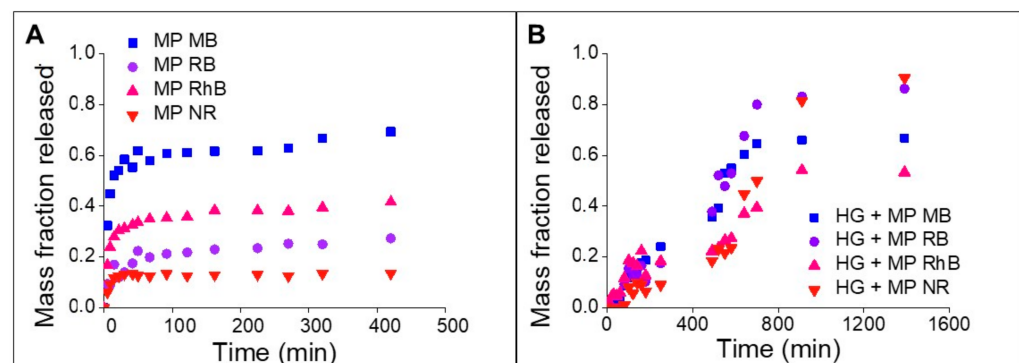 A
MP MB
MP RB
MP RhB
MP NR
Mass fraction released
1.0
0.8
0.6
0.4
0.2
0.0
0 100 200 300 400 500
Time (min)
B
Mass fraction released
1.0
0.8
0.6
0.4
0.2
0.0
HG + MP MB
HG + MP RB
HG + MP RhB
HG + MP NR
0 400 800 1200 1600
Time (min)